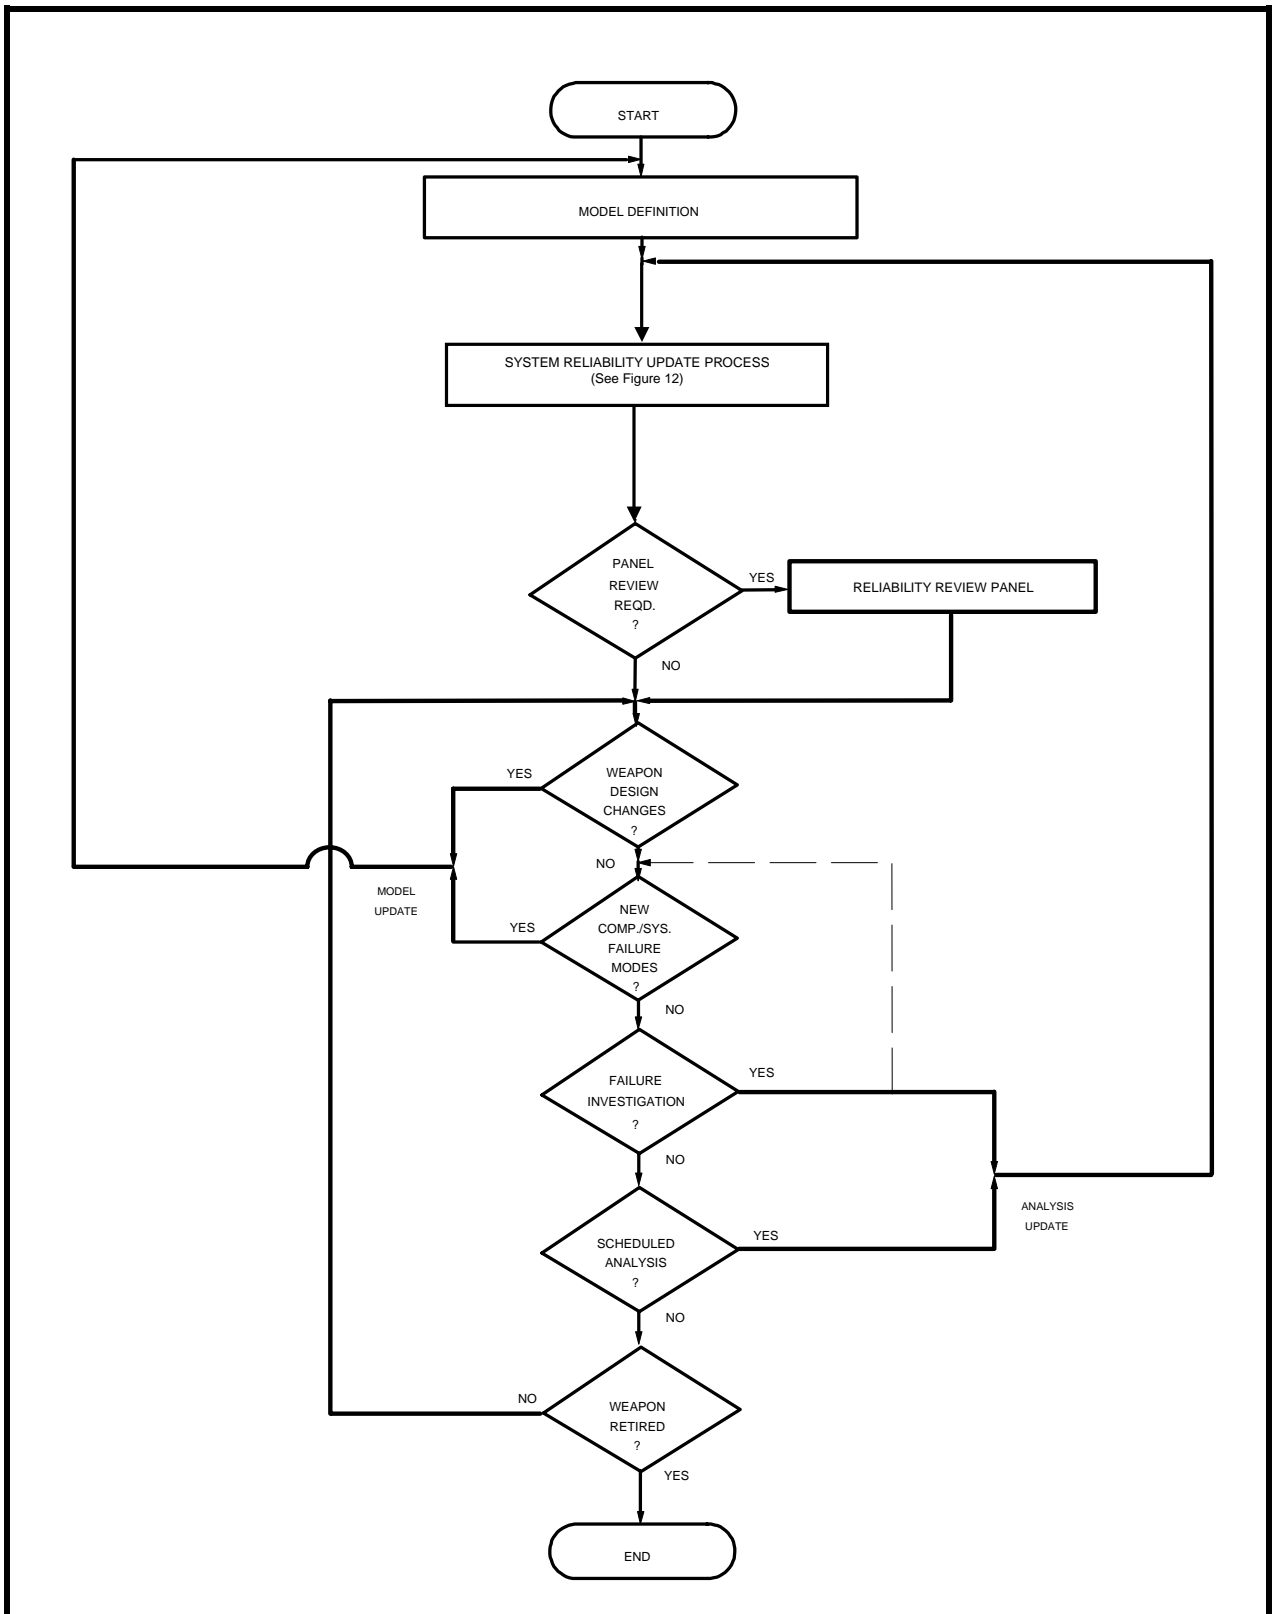 START
MODEL DEFINITION
SYSTEM RELIABILITY UPDATE PROCESS
(See Figure 12)
PANEL
REVIEW
REQD.
?
YES
RELIABILITY REVIEW PANEL
NO
WEAPON
DESIGN
CHANGES
?
YES
NO
MODEL
UPDATE
NEW
COMP./SYS.
FAILURE
MODES
?
YES
NO
FAILURE
INVESTIGATION
?
YES
NO
ANALYSIS
UPDATE
SCHEDULED
ANALYSIS
?
YES
NO
WEAPON
RETIRED
?
NO
YES
END